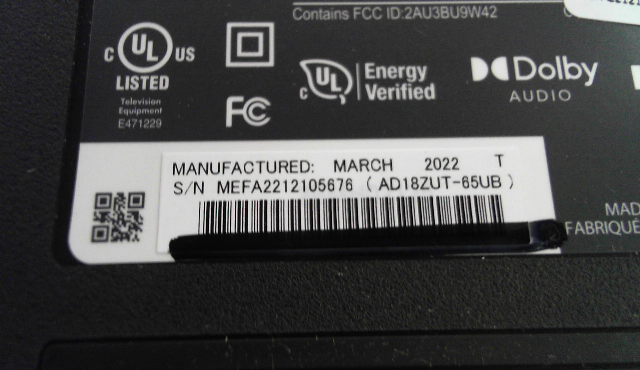 Contains FCC ID:2AU3BU9W42
C UL US
LISTED
Television
Equipment
E471229
FC
C UL
Energy
Verified
Dolby
AUDIO
MANUFACTURED: MARCH 2022 T
S/N MEFA2212105676 ( AD18ZUT-65UB )
MAD
FABRIQUÉ